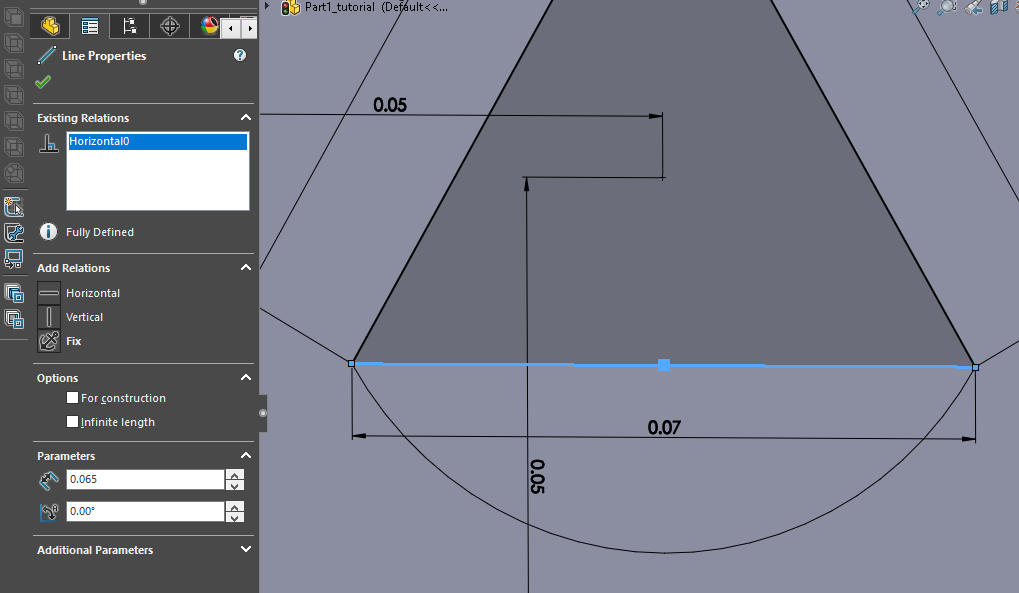 Part1_tutorial (Default<<...
Line Properties
?
Existing Relations
Horizontal0
Fully Defined
Add Relations
Horizontal
Vertical
Fix
Options
For construction
Infinite length
Parameters
0.065
0.00°
Additional Parameters
0.05
0.07
0.05